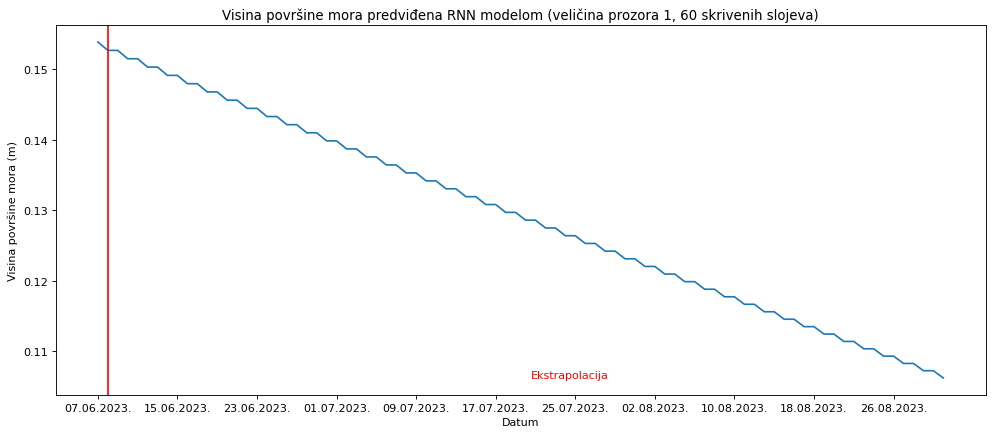 Visina površine mora predviđena RNN modelom (veličina prozora 1, 60 skrivenih slojeva)
Visina površine mora (m)
0.15
0.14
0.13
0.12
0.11
Ekstrapolacija
07.06.2023. 15.06.2023. 23.06.2023. 01.07.2023. 09.07.2023. 17.07.2023. 25.07.2023. 02.08.2023. 10.08.2023. 18.08.2023. 26.08.2023.
Datum